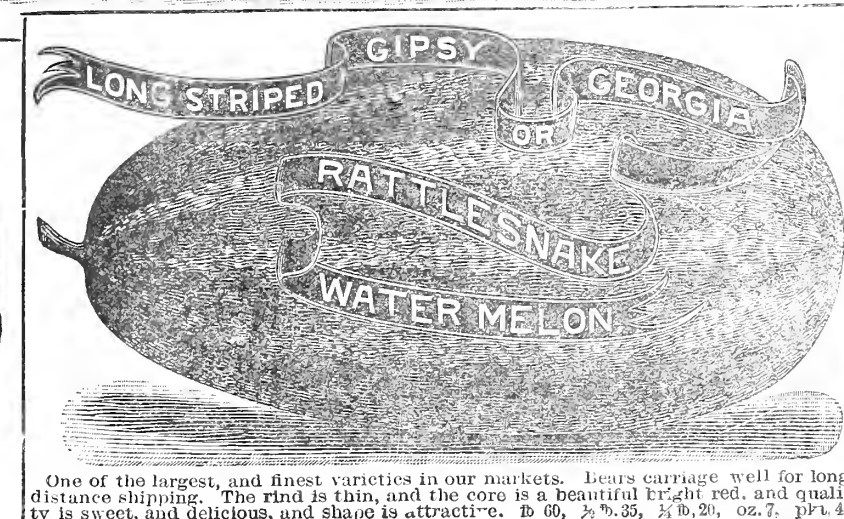 LONG STRIPED
GIPSY
OR
GEORGIA
RATTLESNAKE
WATER MELON.
One of the largest, and finest varieties in our markets. Bears carriage well for long
distance shipping. The rind is thin, and the core is a beautiful bright red, and quali
ty is sweet, and delicious, and shape is attractive. lb 60, ½ lb. 35, ¼ lb, 20, oz. 7, pkt, 4